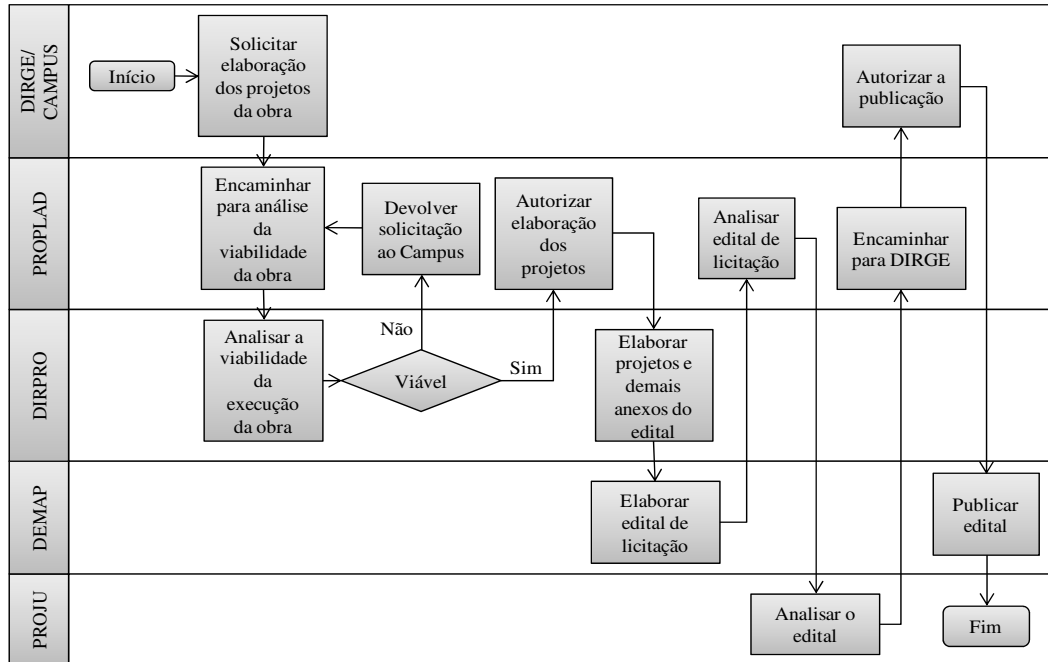 DIRGE/
CAMPUS
Início
Solicitar
elaboração
dos projetos
da obra
Autorizar a
publicação
PROPLAD
Encaminhar
para análise
da
viabilidade
da obra
Devolver
solicitação
ao Campus
Autorizar
elaboração
dos
projetos
Analisar
edital de
licitação
Encaminhar
para DIRGE
DIRPRO
Analisar a
viabilidade
da
execução
da obra
Não
Viável
Sim
Elaborar
projetos e
demais
anexos do
edital
DEMAP
Elaborar
edital de
licitação
Publicar
edital
PROJU
Analisar o
edital
Fim